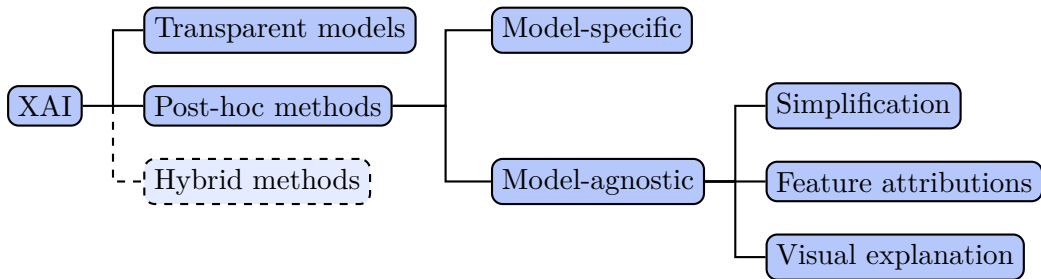 XAI
Transparent models
Post-hoc methods
Hybrid methods
Model-specific
Model-agnostic
Simplification
Feature attributions
Visual explanation